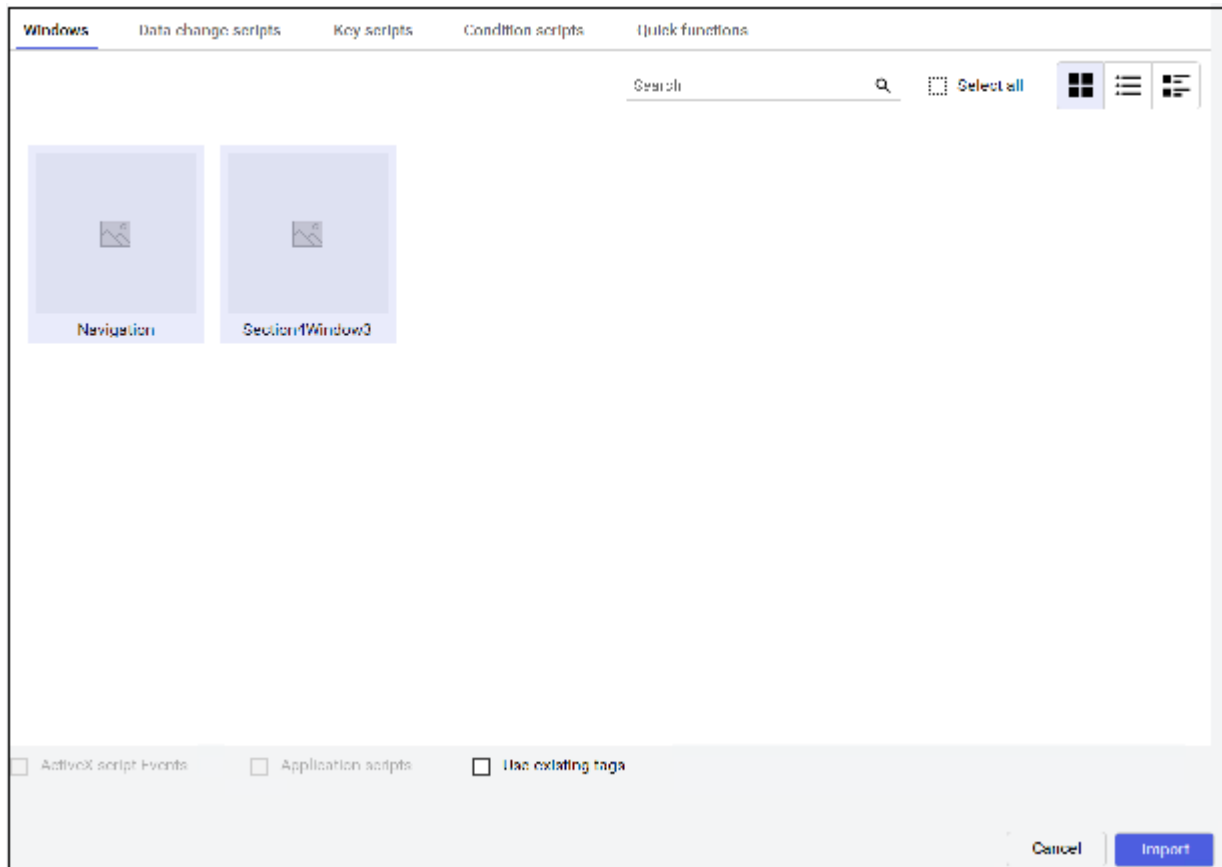 Windows Data change scripts Key scripts Condition scripts Quick functions
Search Select all
Navigation Section4Window3
ActiveX script Events Application scripts Use existing tags
Cancel Import